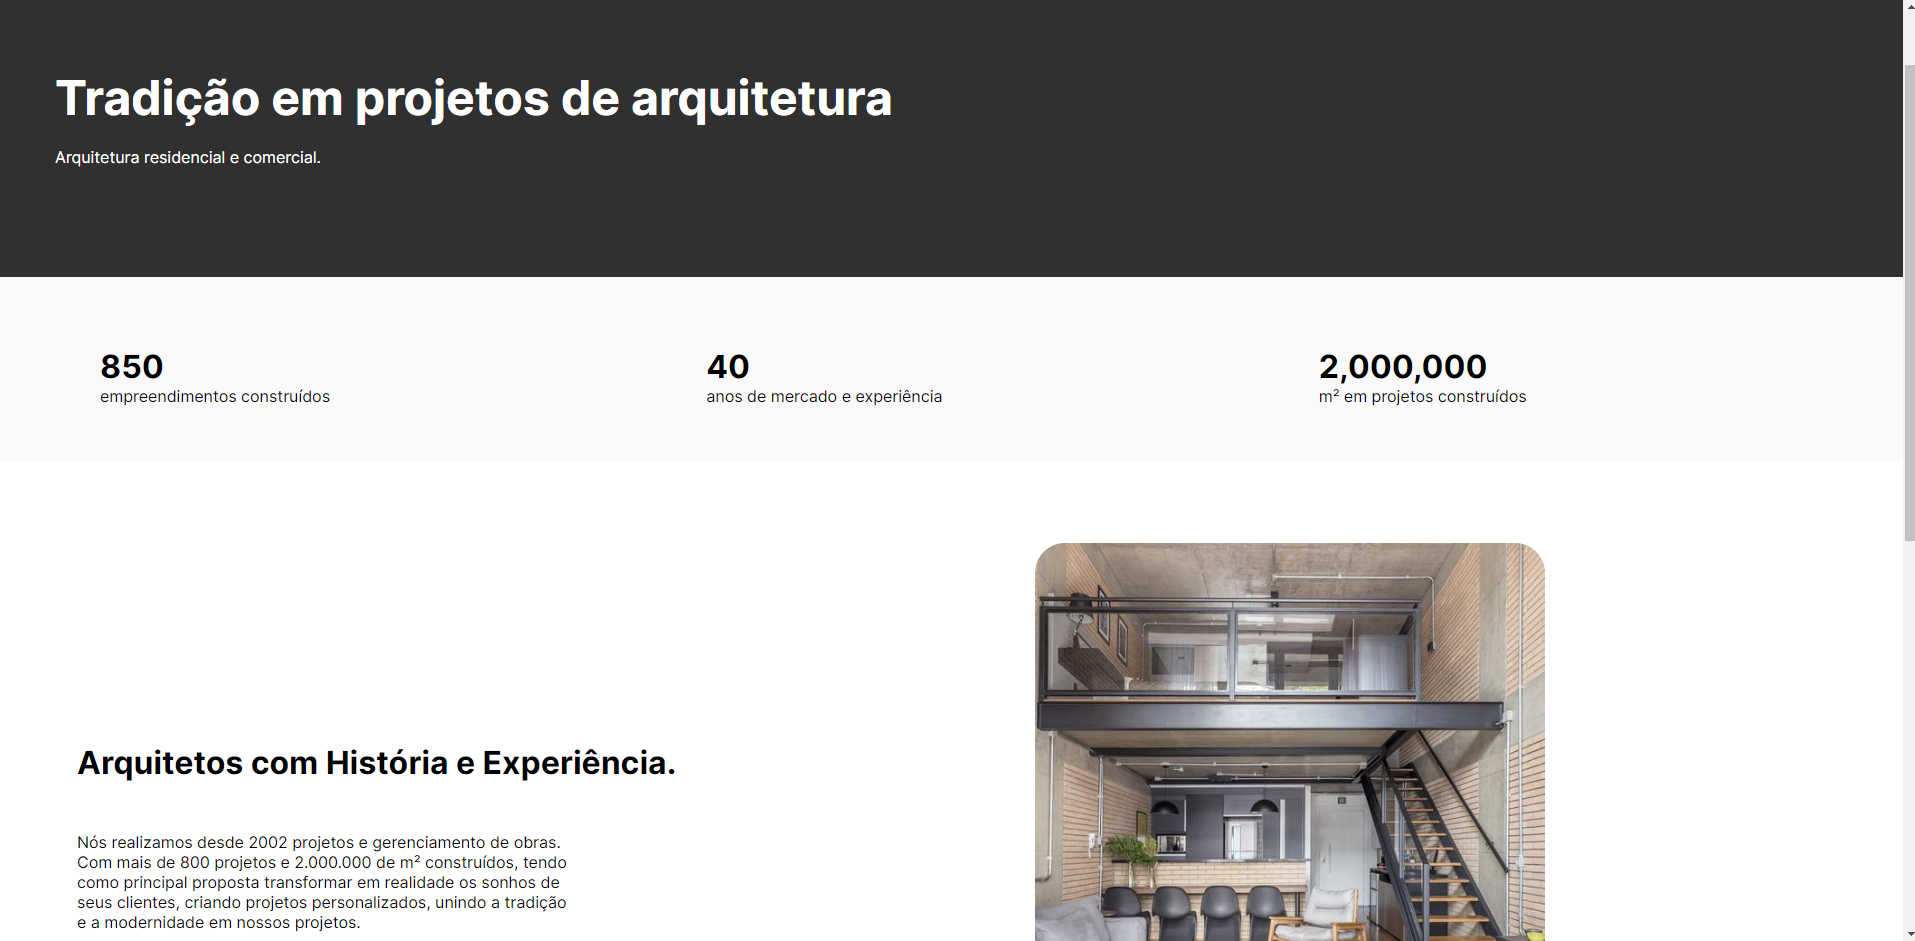 Tradição em projetos de arquitetura
Arquitetura residencial e comercial.
850
empreendimentos construídos
40
anos de mercado e experiência
2,000,000
m² em projetos construídos
Arquitetos com História e Experiência.
Nós realizamos desde 2002 projetos e gerenciamento de obras.
Com mais de 800 projetos e 2.000.000 de m² construídos, tendo
como principal proposta transformar em realidade os sonhos de
seus clientes, criando projetos personalizados, unindo a tradição
e a modernidade em nossos projetos.